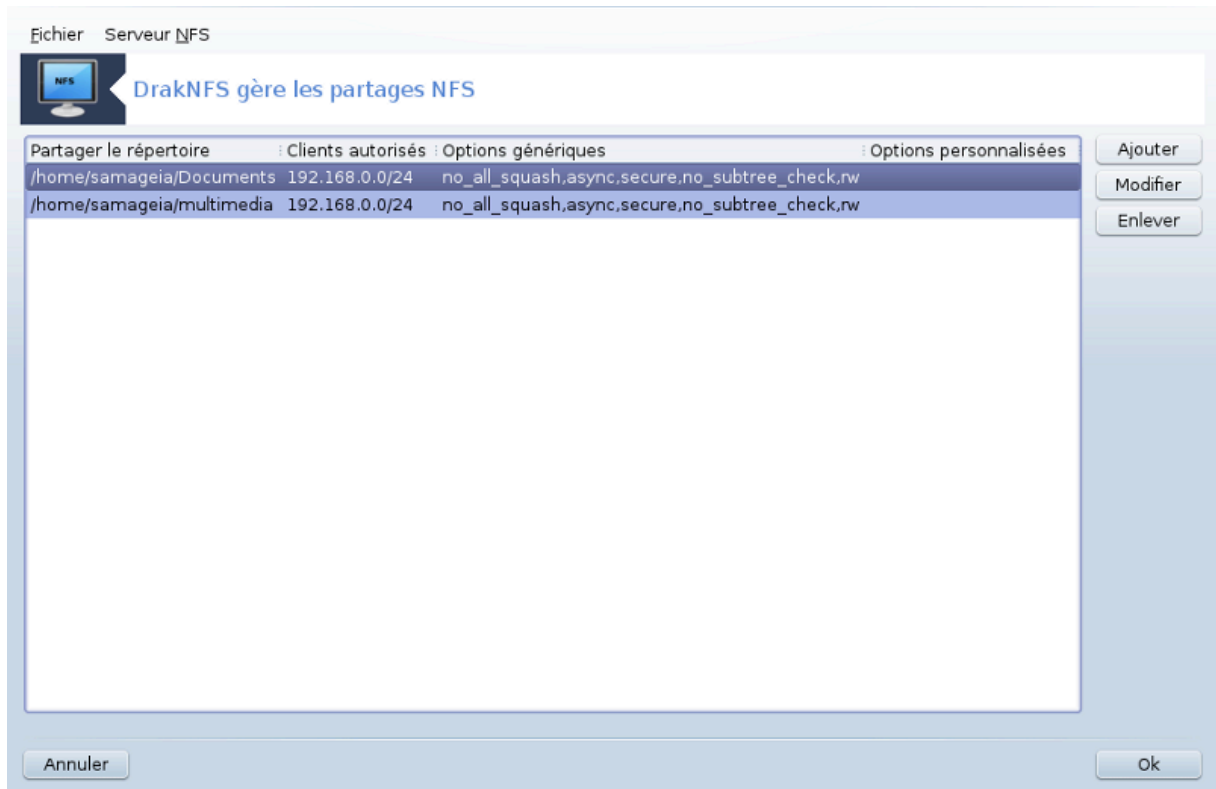 Fichier Serveur NFS
NFS
DrakNFS gère les partages NFS
Partager le répertoire Clients autorisés Options génériques Options personnalisées
/home/samageia/Documents 192.168.0.0/24 no_all_squash,async,secure,no_subtree_check,rw
/home/samageia/multimedia 192.168.0.0/24 no_all_squash,async,secure,no_subtree_check,rw
Ajouter
Modifier
Enlever
Annuler Ok